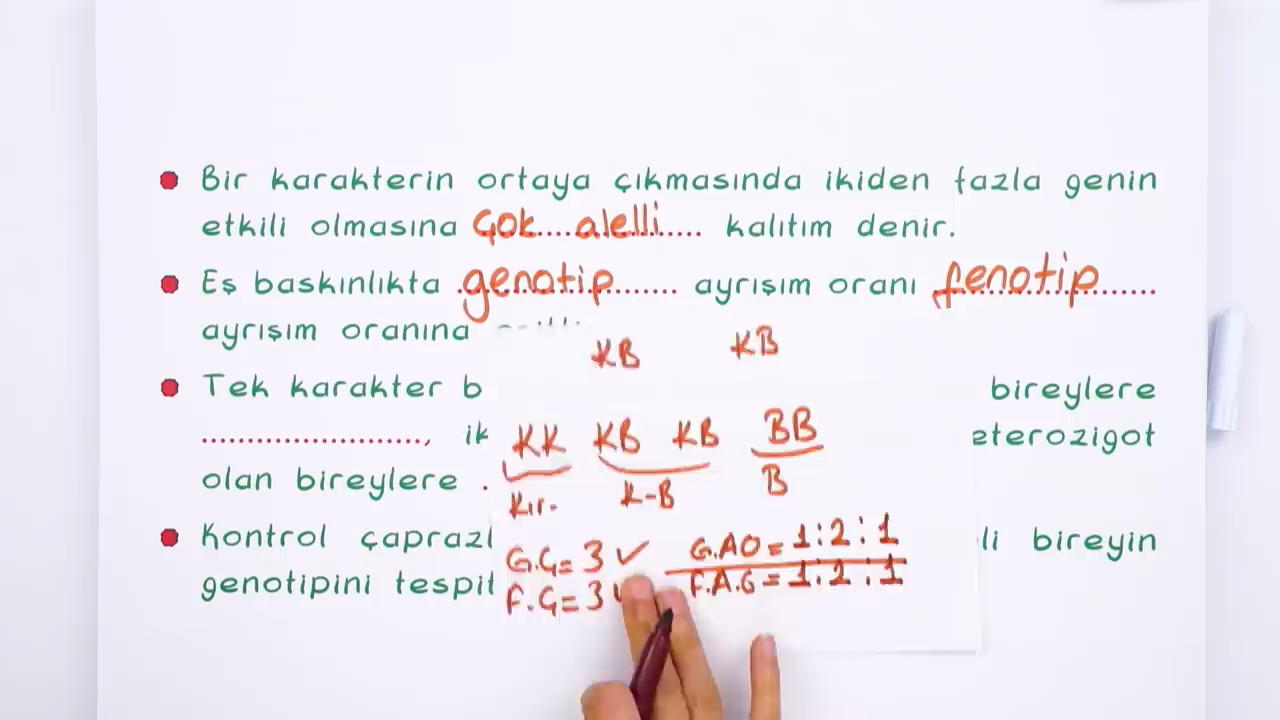 Bir karakterin ortaya çıkmasında ikiden fazla genin
etkili olmasına çok....alelli..... kalıtım denir.
Eş baskınlıkta genotip ayrışım oranı fenotip
ayrışım oranına
KB KB
Tek karakter b bireylere
........................, ik eterozigot
KK KB KB BB
olan bireylere .
Kır. K-B B
Kontrol çaprazl li bireyin
genotipini tespit
G.Ç= 3 ✓ G.AO = 1:2:1
F.Ç= 3 F.A.G = 1:2:1